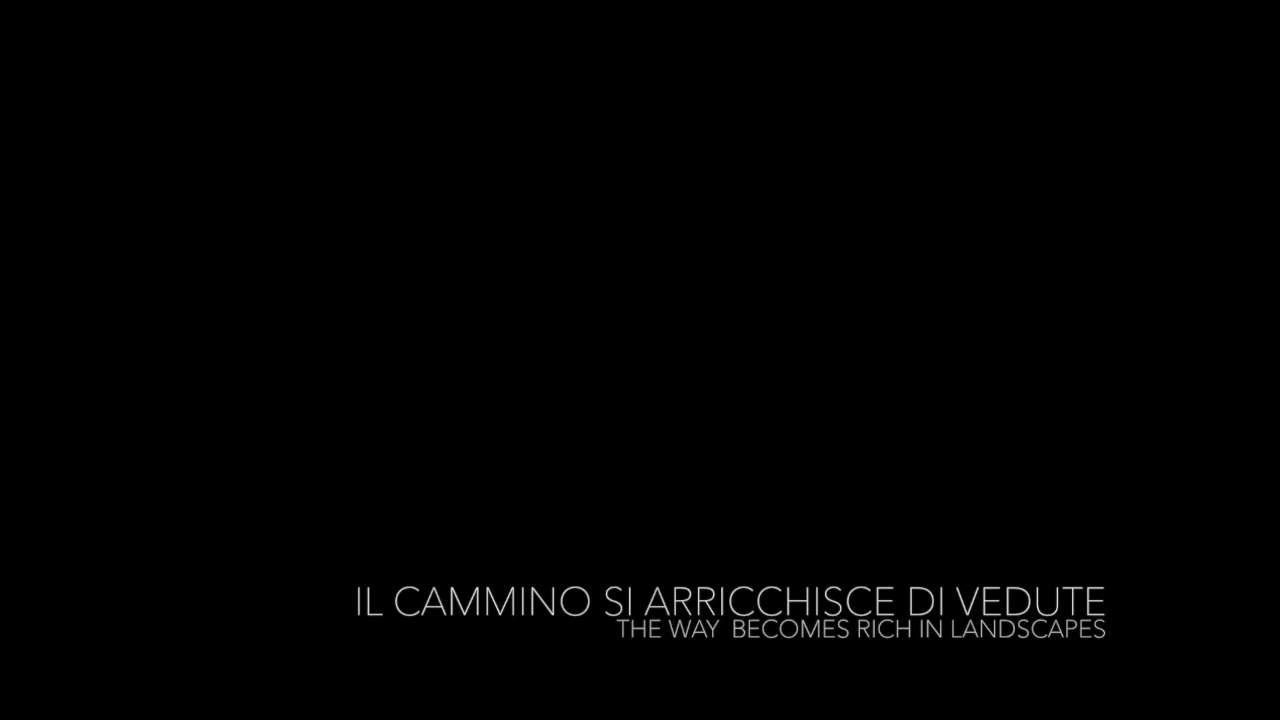 IL CAMMINO SI ARRICCHISCE DI VEDUTE
THE WAY  BECOMES RICH IN LANDSCAPES